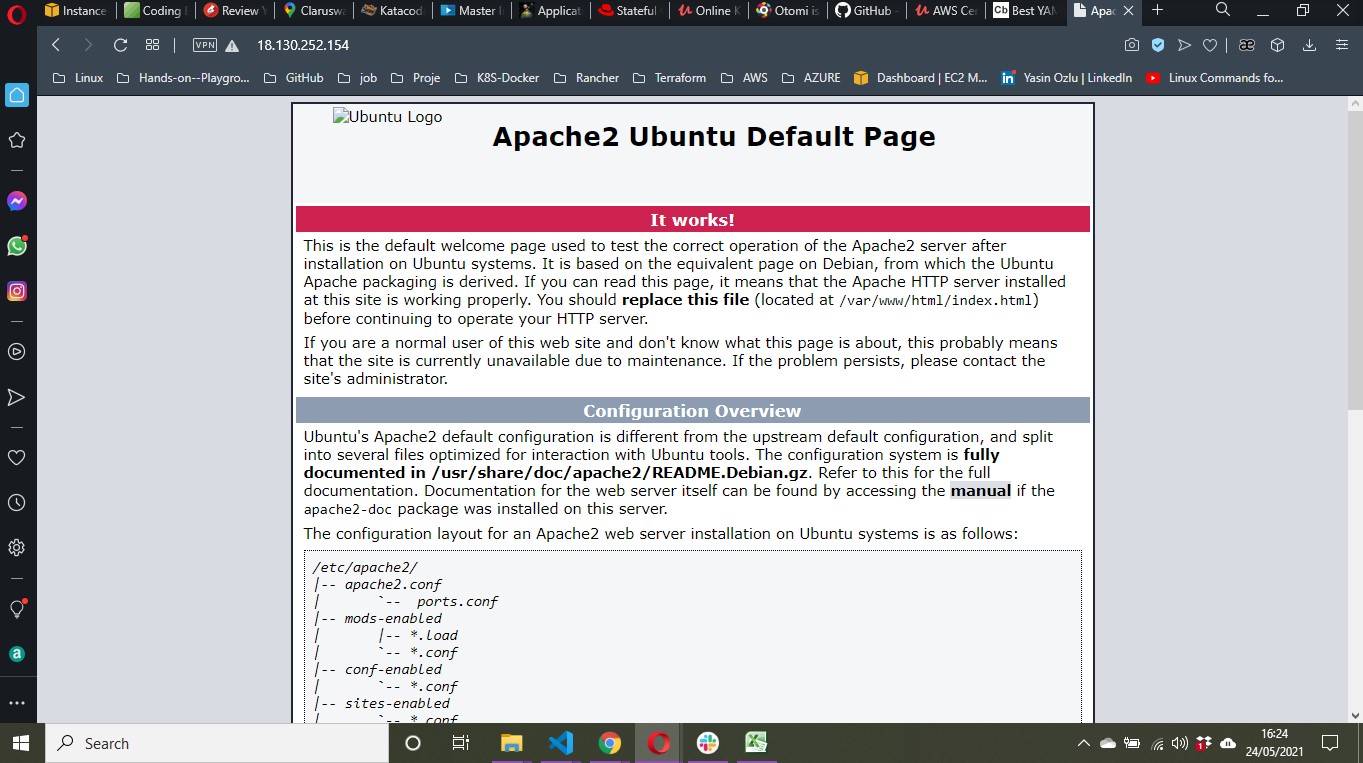 Instance
Coding
Review
Clarusw
Katacod
Master
Applicat
Stateful
Online K
Otomi is
GitHub
AWS Cer
Cb Best YAM
Apac
VPN
18.130.252.154
Linux
Hands-on--Playgro...
GitHub
job
Proje
K8S-Docker
Rancher
Terraform
AWS
AZURE
Dashboard | EC2 M...
in Yasin Ozlu | LinkedIn
Linux Commands fo...
Ubuntu Logo
Apache2 Ubuntu Default Page
It works!
This is the default welcome page used to test the correct operation of the Apache2 server after
installation on Ubuntu systems. It is based on the equivalent page on Debian, from which the Ubuntu
Apache packaging is derived. If you can read this page, it means that the Apache HTTP server installed
at this site is working properly. You should replace this file (located at /var/www/html/index.html)
before continuing to operate your HTTP server.
If you are a normal user of this web site and don't know what this page is about, this probably means
that the site is currently unavailable due to maintenance. If the problem persists, please contact the
site's administrator.
Configuration Overview
Ubuntu's Apache2 default configuration is different from the upstream default configuration, and split
into several files optimized for interaction with Ubuntu tools. The configuration system is fully
documented in /usr/share/doc/apache2/README.Debian.gz. Refer to this for the full
documentation. Documentation for the web server itself can be found by accessing the manual if the
apache2-doc package was installed on this server.
The configuration layout for an Apache2 web server installation on Ubuntu systems is as follows:
/etc/apache2/
|-- apache2.conf
|       `--  ports.conf
|-- mods-enabled
|       |-- *.load
|       `-- *.conf
|-- conf-enabled
|       `-- *.conf
|-- sites-enabled
|       `-- *.conf
Search
16:24
24/05/2021